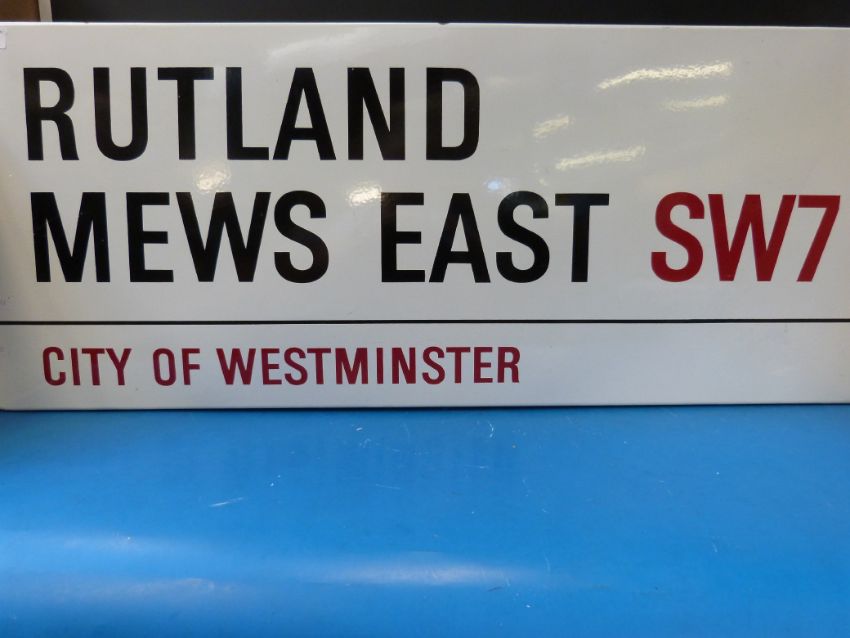 RUTLAND
MEWS EAST SW7
CITY OF WESTMINSTER